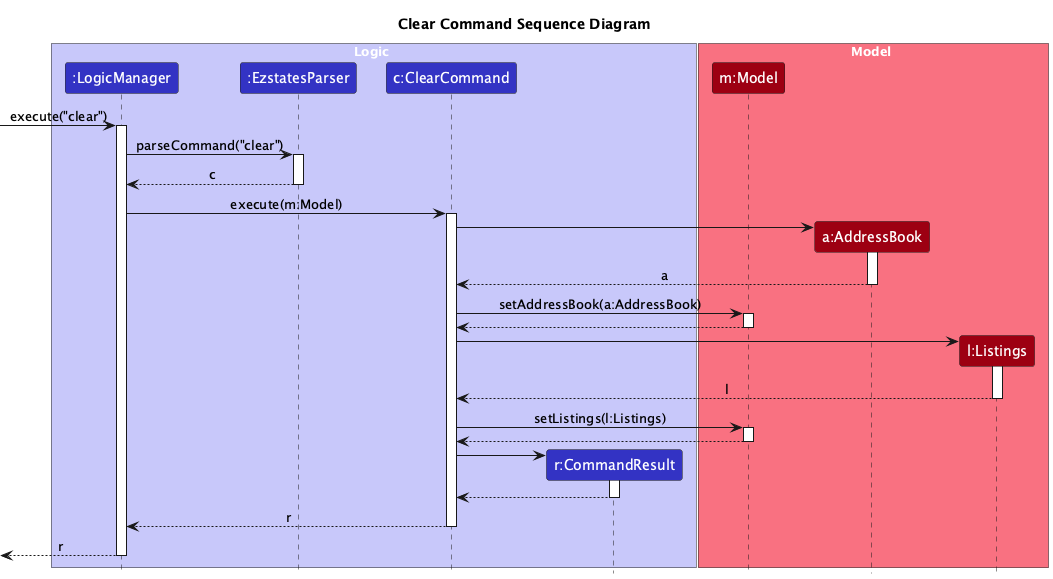 Clear Command Sequence Diagram
Logic
Model
:LogicManager
:EzstatesParser
c:ClearCommand
m:Model
execute("clear")
parseCommand("clear")
c
execute(m:Model)
a:AddressBook
a
setAddressBook(a:AddressBook)
l:Listings
l
setListings(l:Listings)
r:CommandResult
r
r